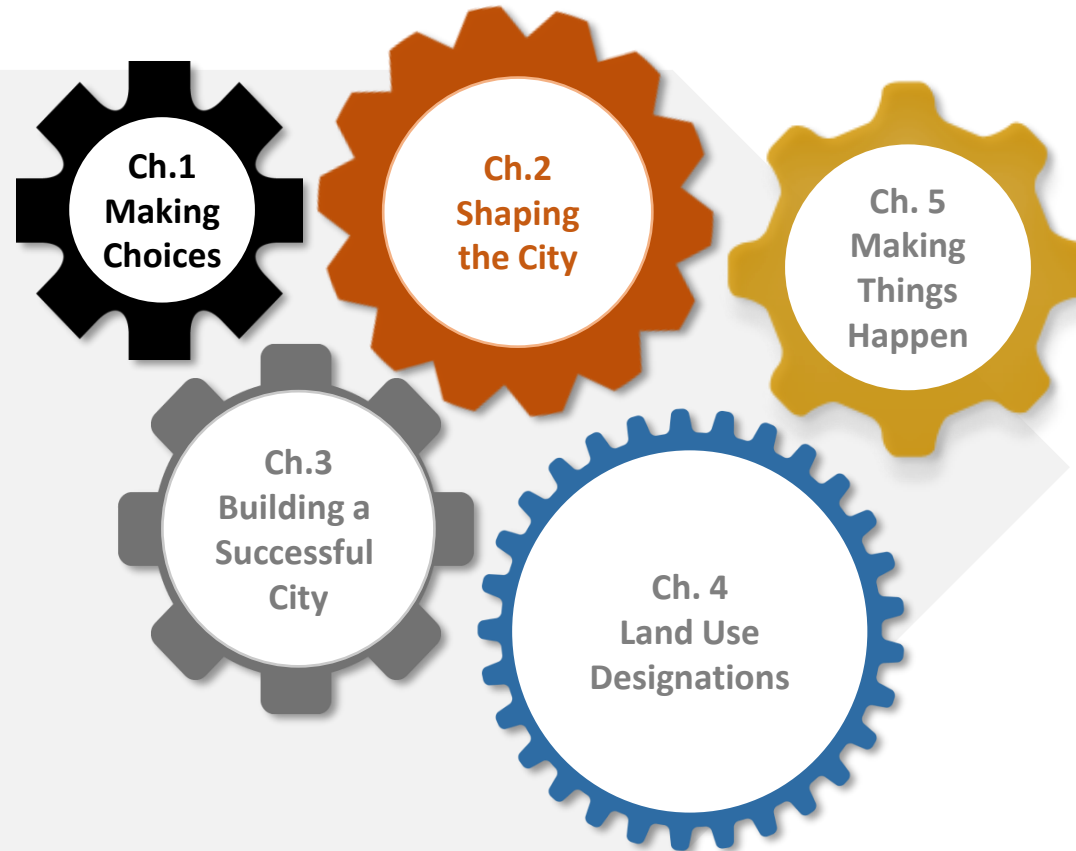 Ch.1
Making
Choices
Ch.2
Shaping
the City
Ch. 5
Making
Things
Happen
Ch.3
Building a
Successful
City
Ch. 4
Land Use
Designations